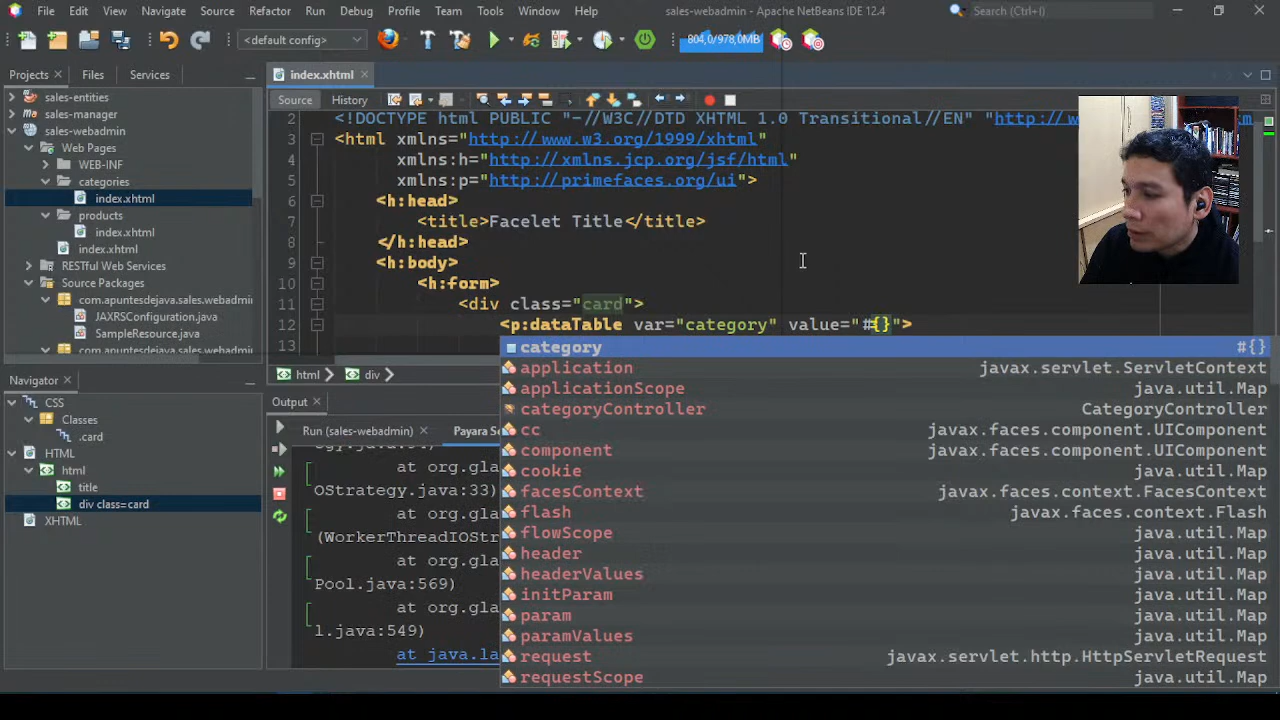 File Edit View Navigate Source Refactor Run Debug Profile Team Tools Window Help
sales-webadmin - Apache NetBeans IDE 12.4
Search (Ctrl+I)
<default config>
804,0/978,0MB
Projects Files Services
sales-entities
sales-manager
sales-webadmin
Web Pages
WEB-INF
categories
index.xhtml
products
index.xhtml
index.xhtml
RESTful Web Services
Source Packages
com.apuntesdejava.sales.webadmin
JAXRSConfiguration.java
SampleResource.java
com.apuntesdejava.sales.webadmin
Navigator
CSS
Classes
.card
HTML
html
title
div class=card
XHTML
index.xhtml
Source History
2 <!DOCTYPE html PUBLIC "-//W3C//DTD XHTML 1.0 Transitional//EN" "http://w
3 <html xmlns="http://www.w3.org/1999/xhtml"
4 xmlns:h="http://xmlns.jcp.org/jsf/html"
5 xmlns:p="http://primefaces.org/ui">
6 <h:head>
7 <title>Facelet Title</title>
8 </h:head>
9 <h:body>
10 <h:form>
11 <div class="card">
12 <p:dataTable var="category" value="#{}">
13
category #{}
application javax.servlet.ServletContext
applicationScope java.util.Map
categoryController CategoryController
cc javax.faces.component.UIComponent
component javax.faces.component.UIComponent
cookie java.util.Map
facesContext javax.faces.context.FacesContext
flash javax.faces.context.Flash
flowScope java.util.Map
header java.util.Map
headerValues java.util.Map
initParam java.util.Map
param java.util.Map
paramValues java.util.Map
request javax.servlet.http.HttpServletRequest
requestScope java.util.Map
html div
Output
Run (sales-webadmin) Payara Se
at org.gla
OStrategy.java:33)
at org.gla
(WorkerThreadIOStr
at org.gla
Pool.java:569)
at org.gla
l.java:549)
at java.la